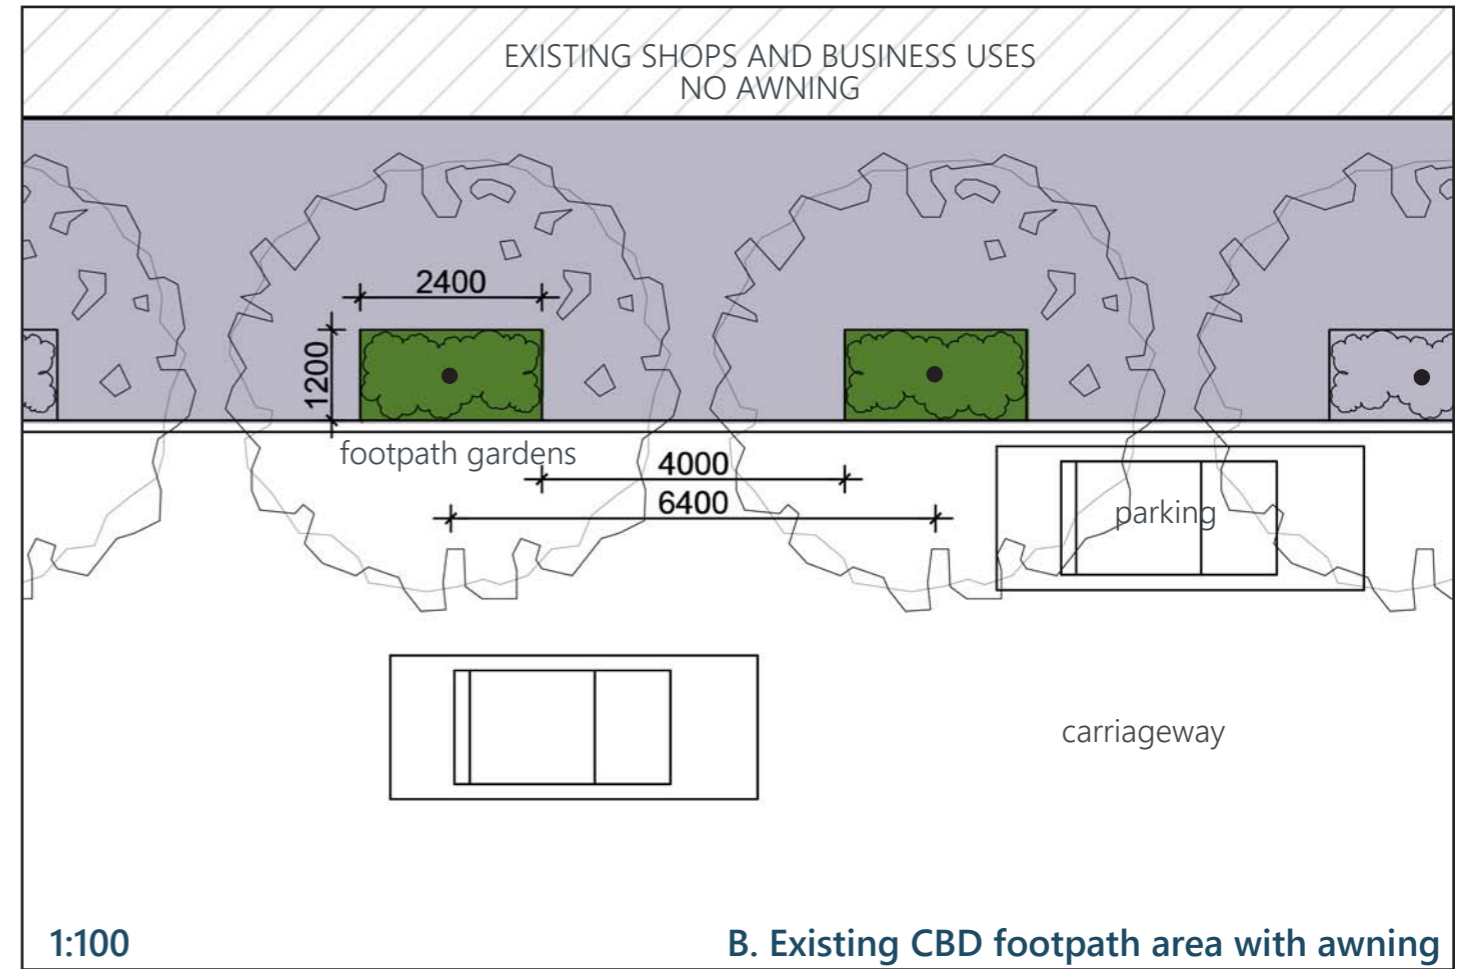 EXISTING SHOPS AND BUSINESS USES
NO AWNING
2400
1200
footpath gardens
4000
6400
parking
carriageway
1:100
B. Existing CBD footpath area with awning